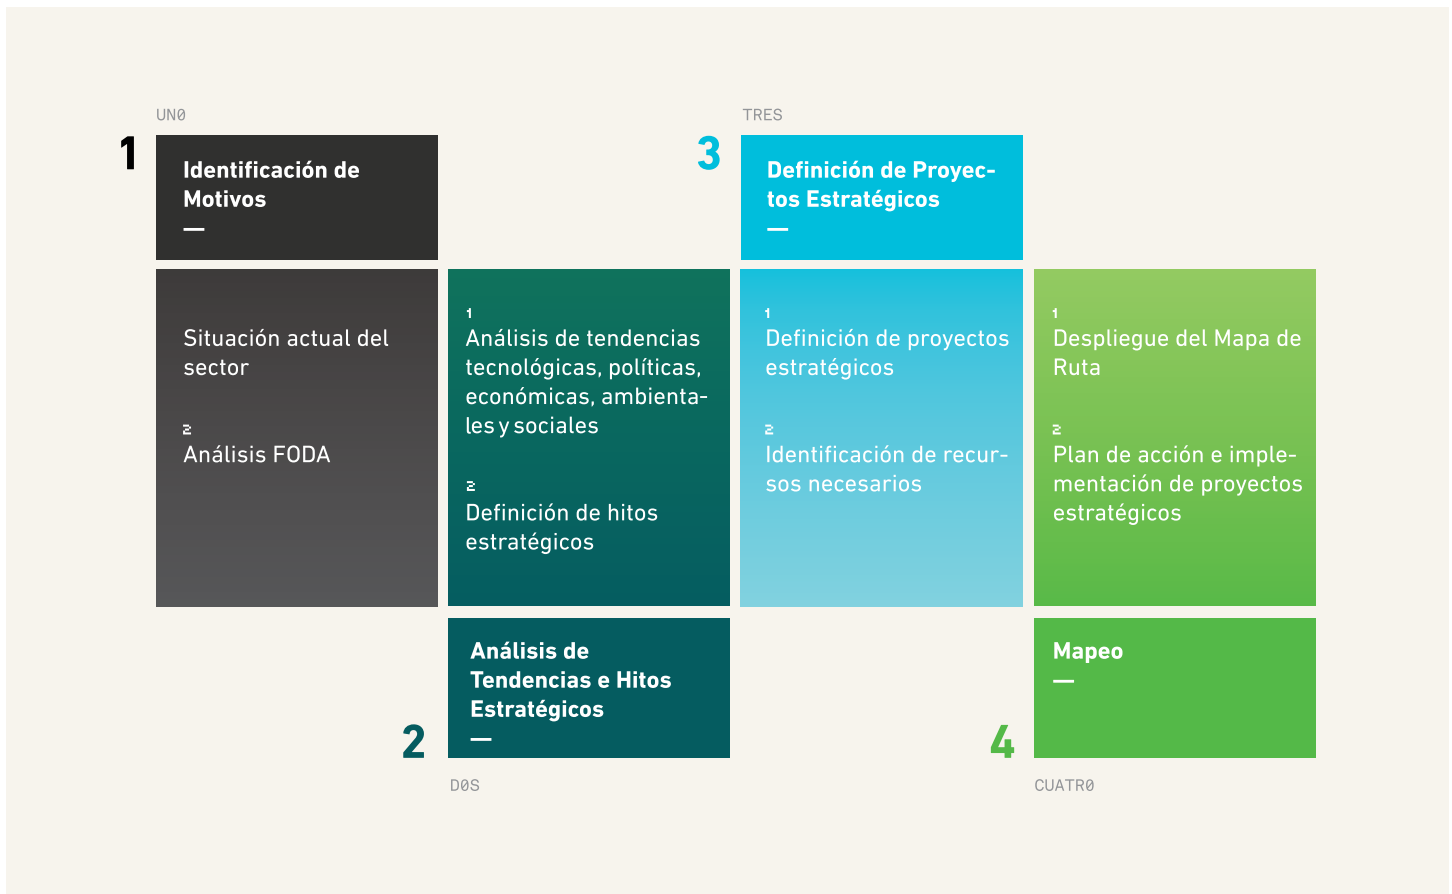 UN0
1
Identificación de
Motivos
—
Situación actual del
sector
2
Análisis FODA
1
Análisis de tendencias
tecnológicas, políticas,
económicas, ambienta-
les y sociales
2
Definición de hitos
estratégicos
2
Análisis de
Tendencias e Hitos
Estratégicos
—
D0S
TRES
3
Definición de Proyec-
tos Estratégicos
—
1
Definición de proyectos
estratégicos
2
Identificación de recur-
sos necesarios
1
Despliegue del Mapa de
Ruta
2
Plan de acción e imple-
mentación de proyectos
estratégicos
4
Mapeo
—
CUATR0